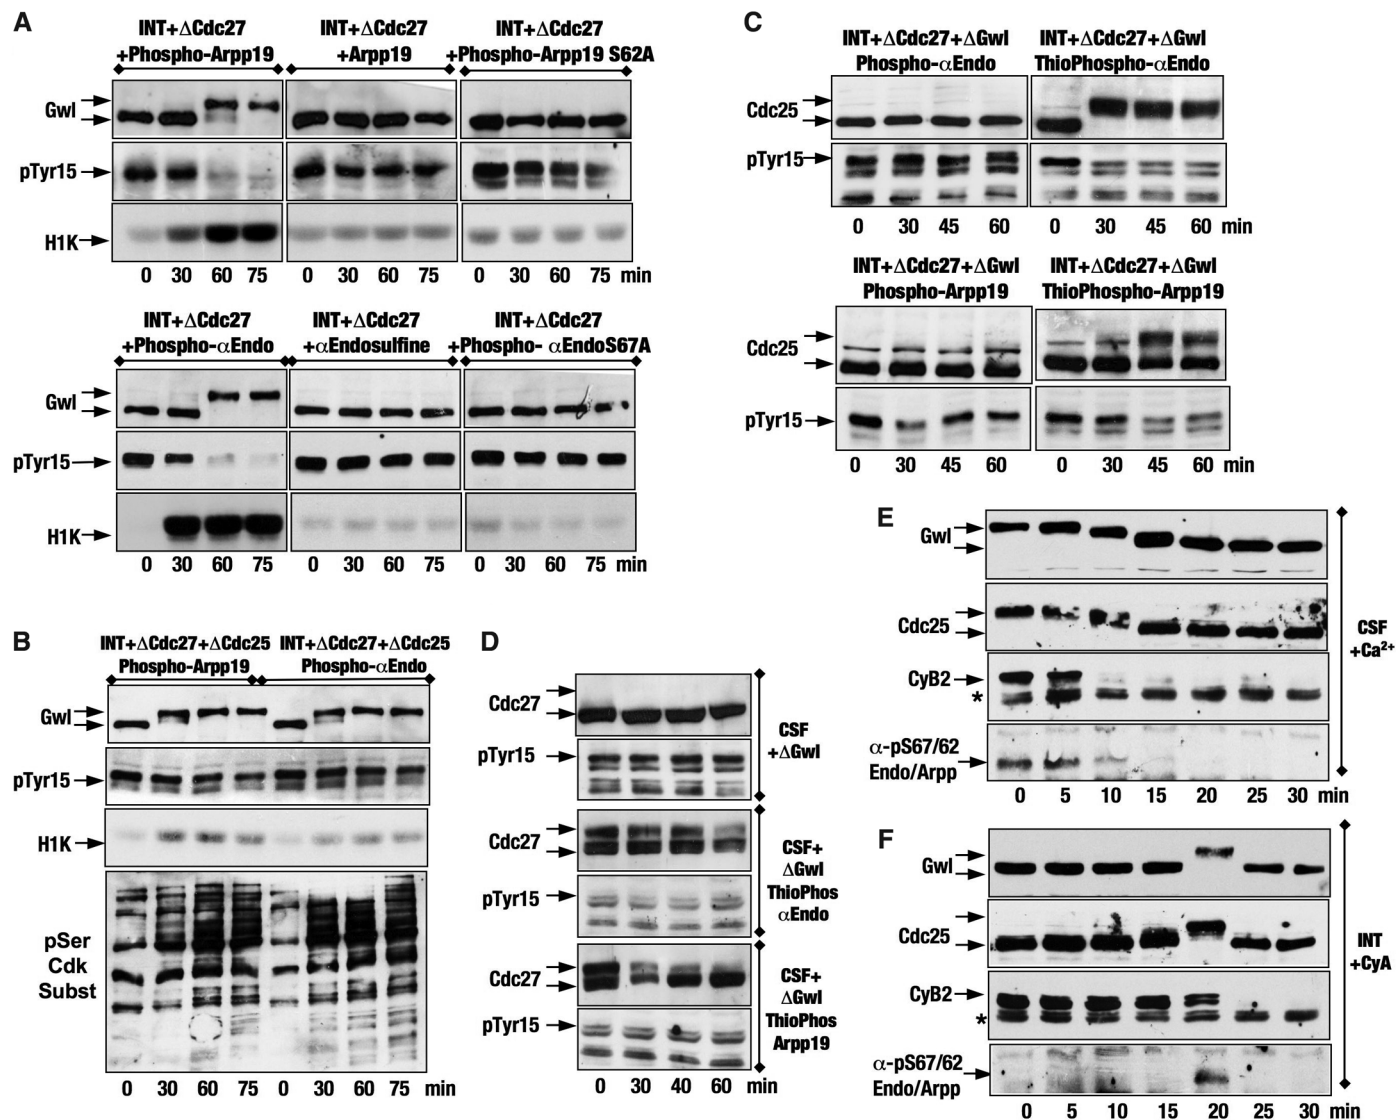 A
INT+ΔCdc27
+Phospho-Arpp19
INT+ΔCdc27
+Arpp19
INT+ΔCdc27
+Phospho-Arpp19 S62A
Gwl
pTyr15
H1K
0 30 60 75 0 30 60 75 0 30 60 75 min
INT+ΔCdc27
+Phospho-αEndo
INT+ΔCdc27
+αEndosulfine
INT+ΔCdc27
+Phospho- αEndoS67A
Gwl
pTyr15
H1K
0 30 60 75 0 30 60 75 0 30 60 75 min
B
INT+ΔCdc27+ΔCdc25
Phospho-Arpp19
INT+ΔCdc27+ΔCdc25
Phospho-αEndo
Gwl
pTyr15
H1K
pSer
Cdk
Subst
0 30 60 75 0 30 60 75 min
C
INT+ΔCdc27+ΔGwl
Phospho-αEndo
INT+ΔCdc27+ΔGwl
ThioPhospho-αEndo
Cdc25
pTyr15
0 30 45 60 0 30 45 60 min
INT+ΔCdc27+ΔGwl
Phospho-Arpp19
INT+ΔCdc27+ΔGwl
ThioPhospho-Arpp19
Cdc25
pTyr15
0 30 45 60 0 30 45 60 min
D
Cdc27
pTyr15
CSF
+ΔGwl
Cdc27
pTyr15
CSF+
ΔGwl
ThioPhos
αEndo
Cdc27
pTyr15
CSF+
ΔGwl
ThioPhos
Arpp19
0 30 40 60 min
E
Gwl
Cdc25
CyB2
*
α-pS67/62
Endo/Arpp
CSF
+Ca²⁺
0 5 10 15 20 25 30 min
F
Gwl
Cdc25
CyB2
*
α-pS67/62
Endo/Arpp
INT
+CyA
0 5 10 15 20 25 30 min